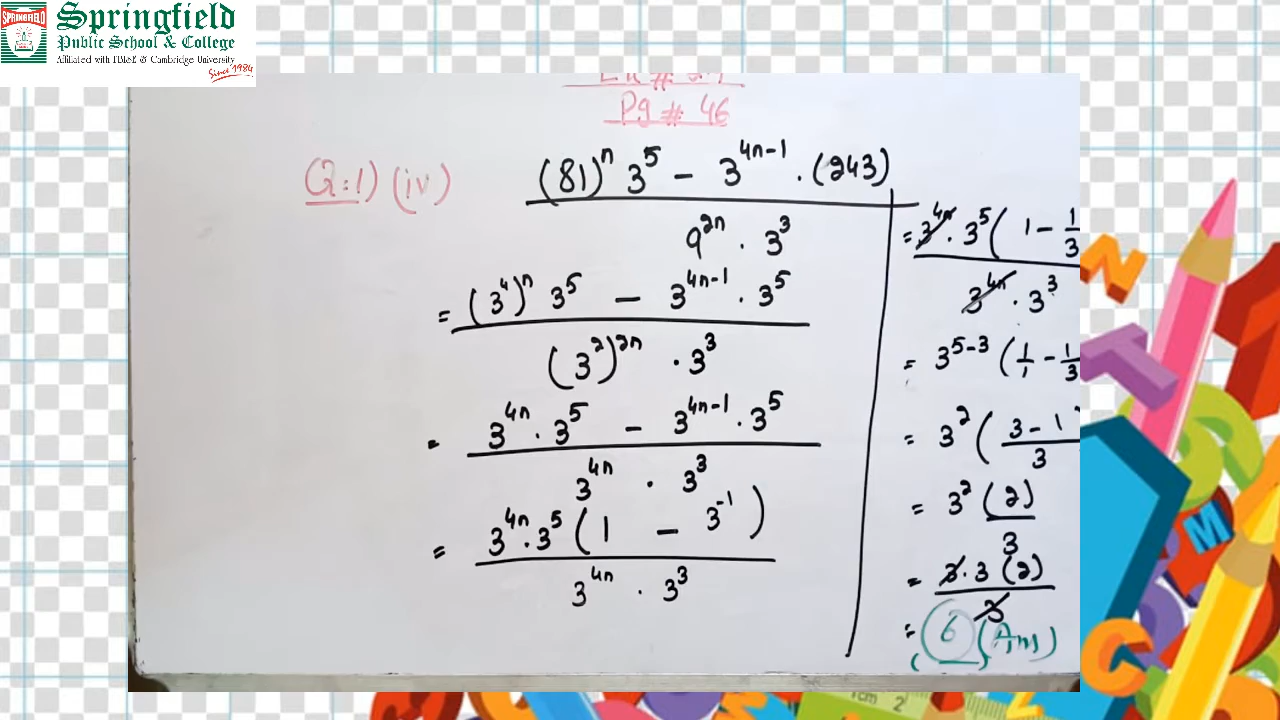 Springfield
Public School & College
Affiliated with TBoE & Cambridge University
Since 1984
Pg # 46
Q:1) (iv)
(81)^n 3^5 - 3^{4n-1} . (243)
9^{2n} . 3^3
= (3^4)^n 3^5 - 3^{4n-1} . 3^5
(3^2)^{2n} . 3^3
= 3^{4n} . 3^5 - 3^{4n-1} . 3^5
3^{4n} . 3^3
= 3^{4n} . 3^5 ( 1 - 3^{-1} )
3^{4n} . 3^3
= 3^{4n} . 3^5 ( 1 - 1/3
3^{4n} . 3^3
= 3^{5-3} ( 1/1 - 1/3
= 3^2 ( 3-1
3
= 3^2 (2)
3
= 3 . 3 (2)
3
= 6 (Ans)
M
C
1cm 2